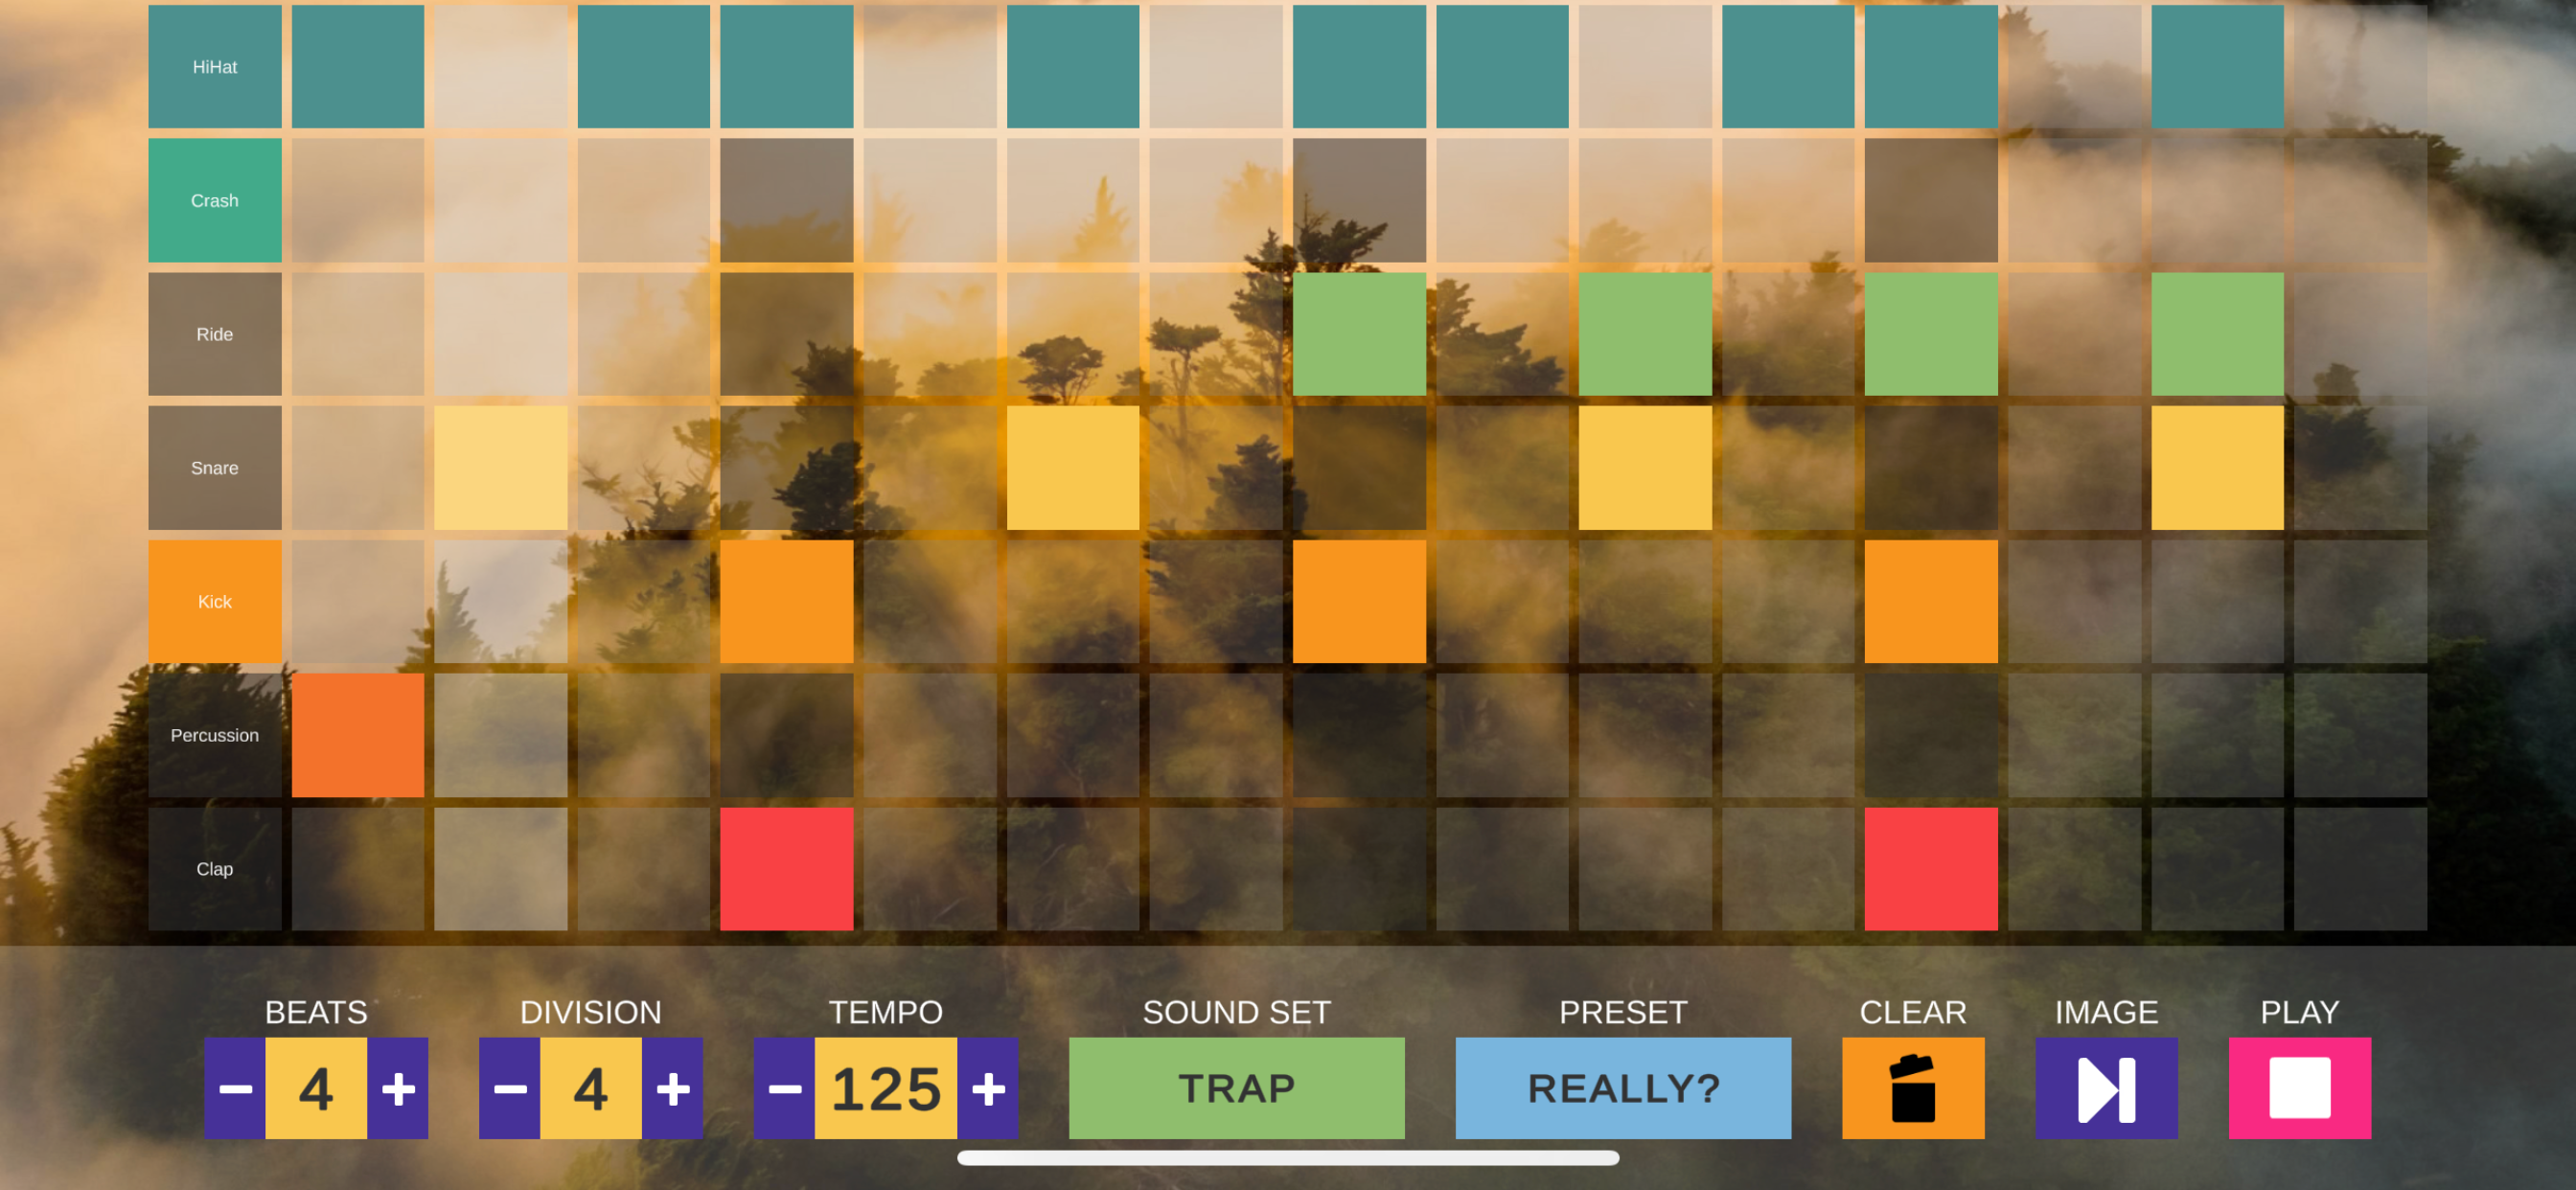 HiHat
Crash
Ride
Snare
Kick
Percussion
Clap
BEATS DIVISION TEMPO SOUND SET PRESET CLEAR IMAGE PLAY
− 4 + − 4 + − 125 + TRAP REALLY?